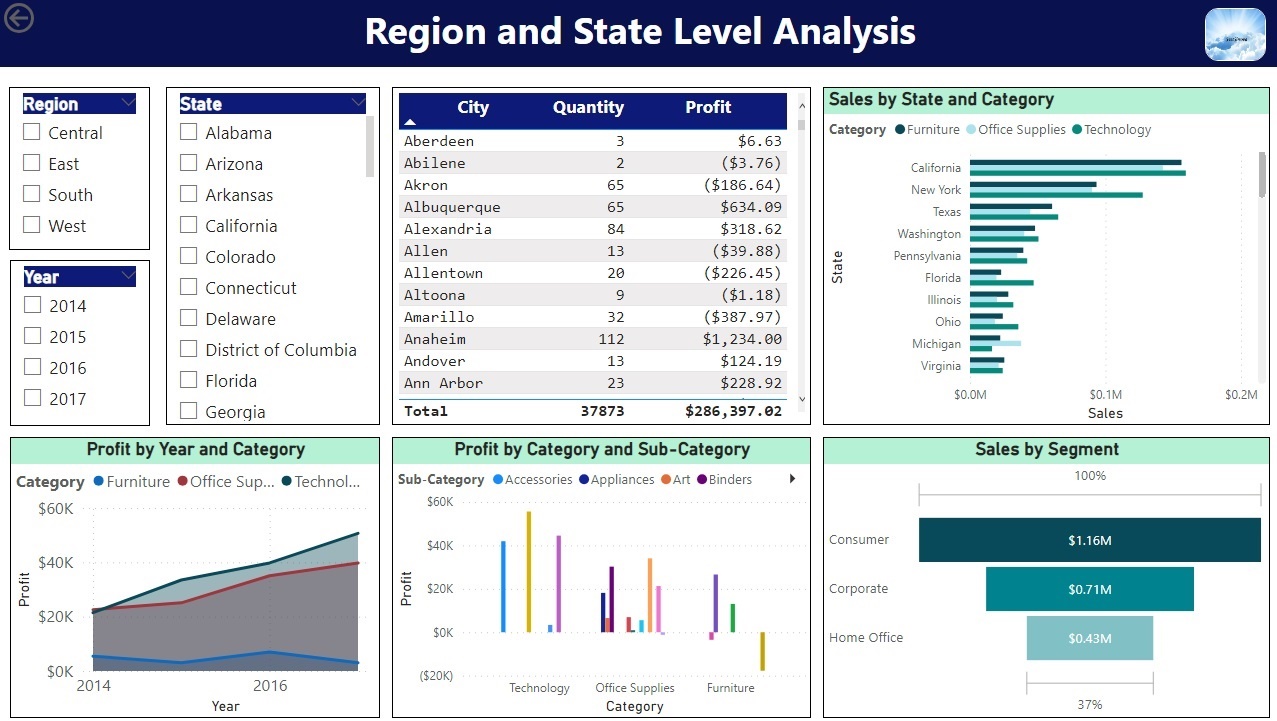 Region and State Level Analysis
Region
Central
East
South
West
Year
2014
2015
2016
2017
State
Alabama
Arizona
Arkansas
California
Colorado
Connecticut
Delaware
District of Columbia
Florida
Georgia
City Quantity Profit
Aberdeen 3 $6.63
Abilene 2 ($3.76)
Akron 65 ($186.64)
Albuquerque 65 $634.09
Alexandria 84 $318.62
Allen 13 ($39.88)
Allentown 20 ($226.45)
Altoona 9 ($1.18)
Amarillo 32 ($387.97)
Anaheim 112 $1,234.00
Andover 13 $124.19
Ann Arbor 23 $228.92
Total 37873 $286,397.02
Sales by State and Category
Category Furniture Office Supplies Technology
State
California
New York
Texas
Washington
Pennsylvania
Florida
Illinois
Ohio
Michigan
Virginia
$0.0M $0.1M $0.2M
Sales
Profit by Year and Category
Category Furniture Office Sup... Technol...
Profit
$60K
$40K
$20K
$0K
2014 2016
Year
Profit by Category and Sub-Category
Sub-Category Accessories Appliances Art Binders
Profit
$60K
$40K
$20K
$0K
($20K)
Technology Office Supplies Furniture
Category
Sales by Segment
100%
Consumer $1.16M
Corporate $0.71M
Home Office $0.43M
37%